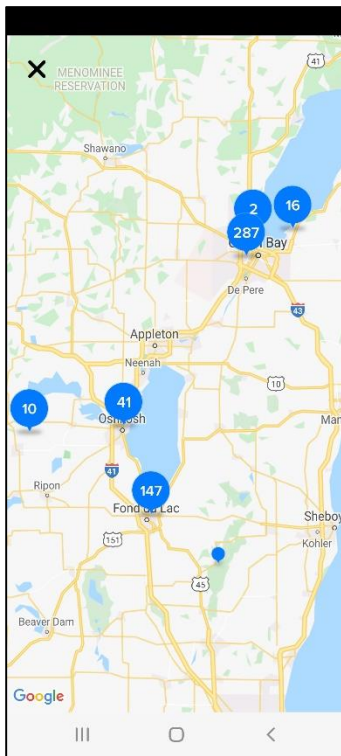 41
MENOMINEE
RESERVATION
Shawano
2
16
287
Bay
De Pere
43
Appleton
Neenah
10
41
10
Oshkosh
41
Ripon
147
Fond du Lac
151
Sheboy
Kohler
45
Beaver Dam
Google